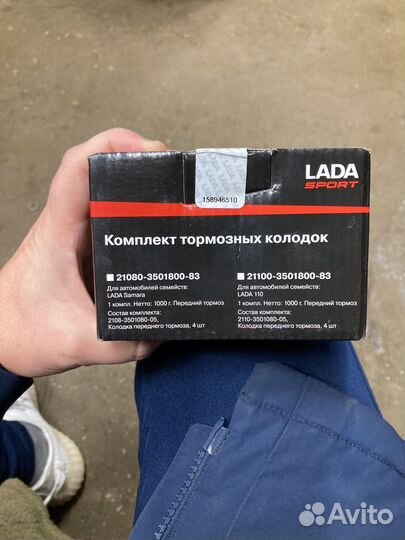 LADA
SPORT
158946510
Комплект тормозных колодок
21080-3501800-83
Для автомобилей семейств:
LADA Samara
1 компл. Нетто: 1000 г. Передний тормоз
Состав комплекта:
2108-3501080-05,
Колодка переднего тормоза, 4 шт
21100-3501800-83
Для автомобилей семейств:
LADA 110
1 компл. Нетто: 1000 г. Передний тормоз
Состав комплекта:
2110-3501080-05,
Колодка переднего тормоза, 4 шт
Avito